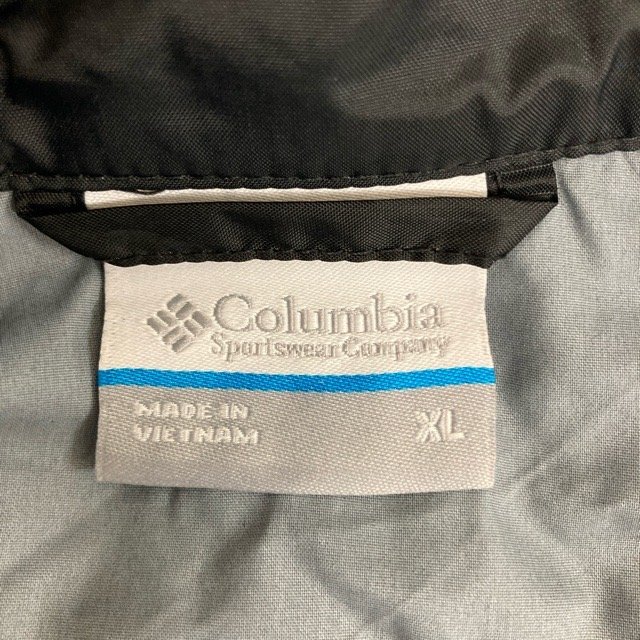 Columbia
Sportswear Company
MADE IN
VIETNAM
XL